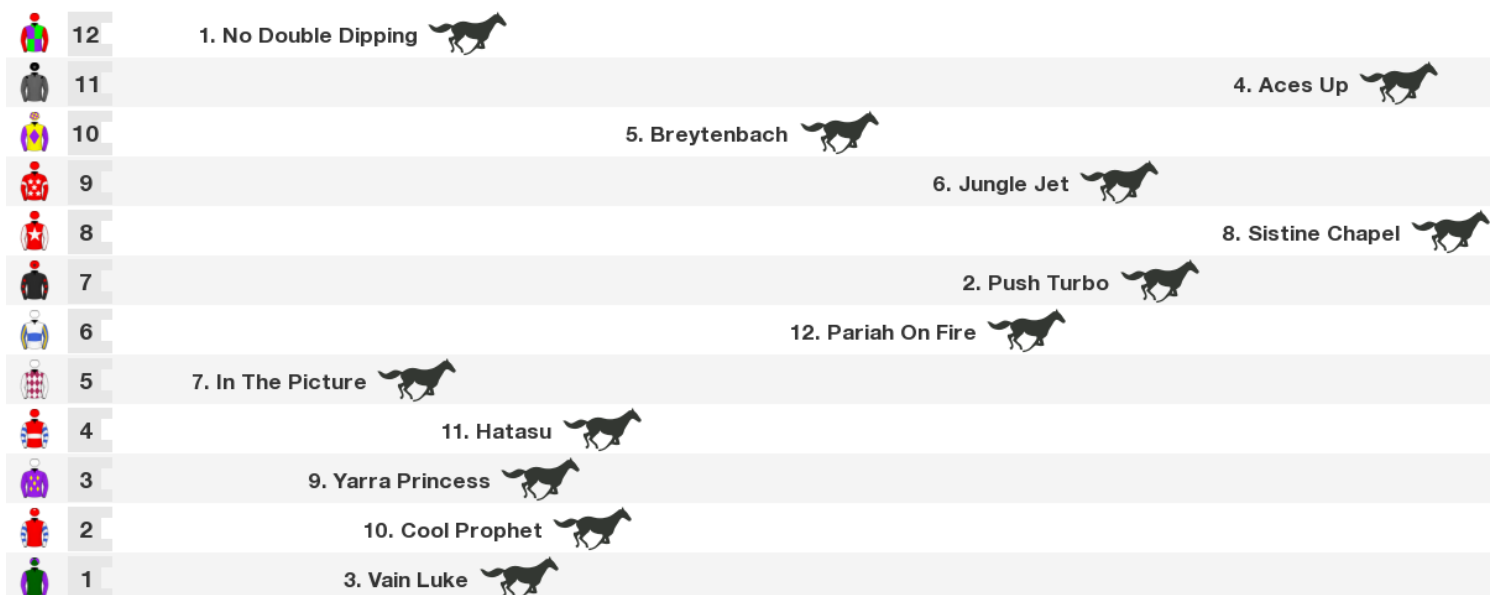 12 1. No Double Dipping
11 4. Aces Up
10 5. Breytenbach
9 6. Jungle Jet
8 8. Sistine Chapel
7 2. Push Turbo
6 12. Pariah On Fire
5 7. In The Picture
4 11. Hatasu
3 9. Yarra Princess
2 10. Cool Prophet
1 3. Vain Luke